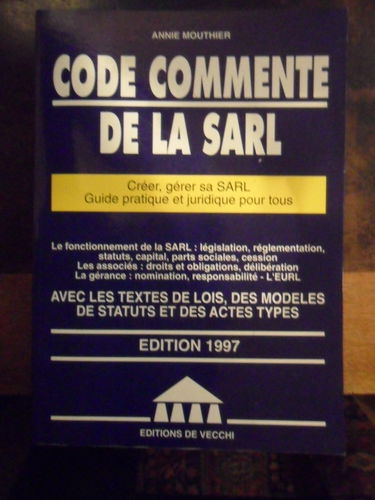 ANNIE MOUTHIER
CODE COMMENTE
DE LA SARL
Créer, gérer sa SARL
Guide pratique et juridique pour tous
Le fonctionnement de la SARL : législation, réglementation,
statuts, capital, parts sociales, cession
Les associés : droits et obligations, délibération
La gérance : nomination, responsabilité - L'EURL
AVEC LES TEXTES DE LOIS, DES MODELES
DE STATUTS ET DES ACTES TYPES
EDITION 1997
EDITIONS DE VECCHI